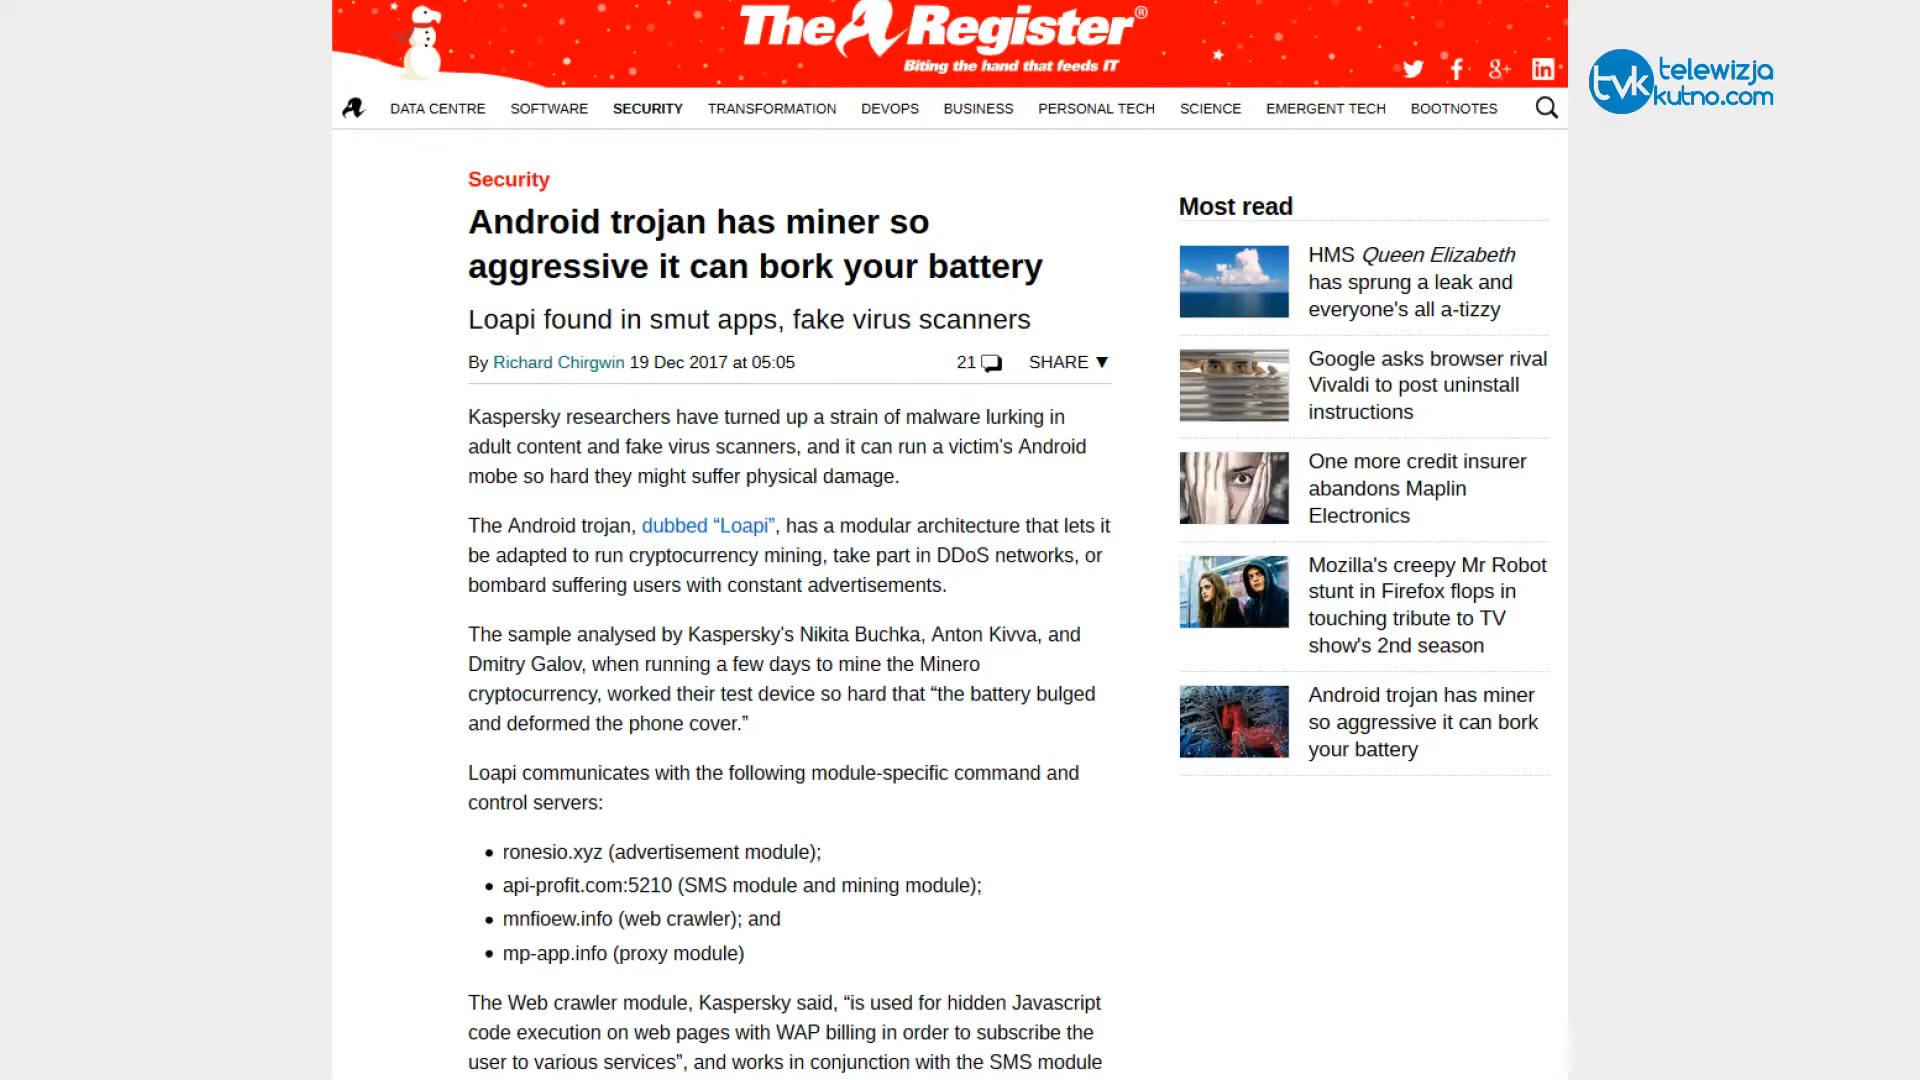 The Register®
Biting the hand that feeds IT
g+
in
tvk telewizja
kutno.com
DATA CENTRE SOFTWARE SECURITY TRANSFORMATION DEVOPS BUSINESS PERSONAL TECH SCIENCE EMERGENT TECH BOOTNOTES
Security
Android trojan has miner so
aggressive it can bork your battery
Loapi found in smut apps, fake virus scanners
By Richard Chirgwin 19 Dec 2017 at 05:05 21 SHARE ▼
Kaspersky researchers have turned up a strain of malware lurking in
adult content and fake virus scanners, and it can run a victim's Android
mobe so hard they might suffer physical damage.
The Android trojan, dubbed “Loapi”, has a modular architecture that lets it
be adapted to run cryptocurrency mining, take part in DDoS networks, or
bombard suffering users with constant advertisements.
The sample analysed by Kaspersky's Nikita Buchka, Anton Kivva, and
Dmitry Galov, when running a few days to mine the Minero
cryptocurrency, worked their test device so hard that “the battery bulged
and deformed the phone cover.”
Loapi communicates with the following module-specific command and
control servers:
• ronesio.xyz (advertisement module);
• api-profit.com:5210 (SMS module and mining module);
• mnfioew.info (web crawler); and
• mp-app.info (proxy module)
The Web crawler module, Kaspersky said, “is used for hidden Javascript
code execution on web pages with WAP billing in order to subscribe the
user to various services”, and works in conjunction with the SMS module
Most read
HMS Queen Elizabeth
has sprung a leak and
everyone's all a-tizzy
Google asks browser rival
Vivaldi to post uninstall
instructions
One more credit insurer
abandons Maplin
Electronics
Mozilla's creepy Mr Robot
stunt in Firefox flops in
touching tribute to TV
show's 2nd season
Android trojan has miner
so aggressive it can bork
your battery